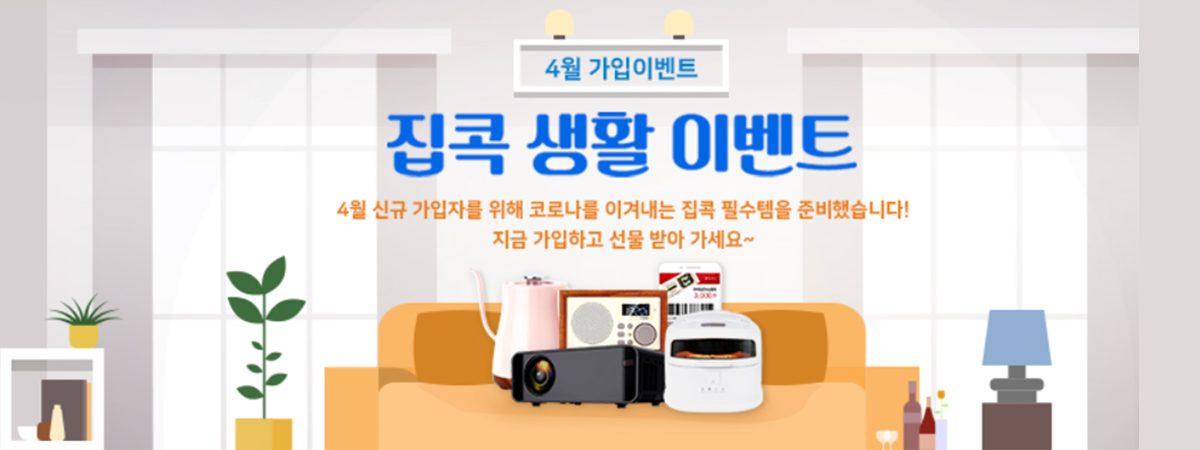 4월 가입이벤트
집콕 생활 이벤트
4월 신규 가입자를 위해 코로나를 이겨내는 집콕 필수템을 준비했습니다!
지금 가입하고 선물 받아 가세요~